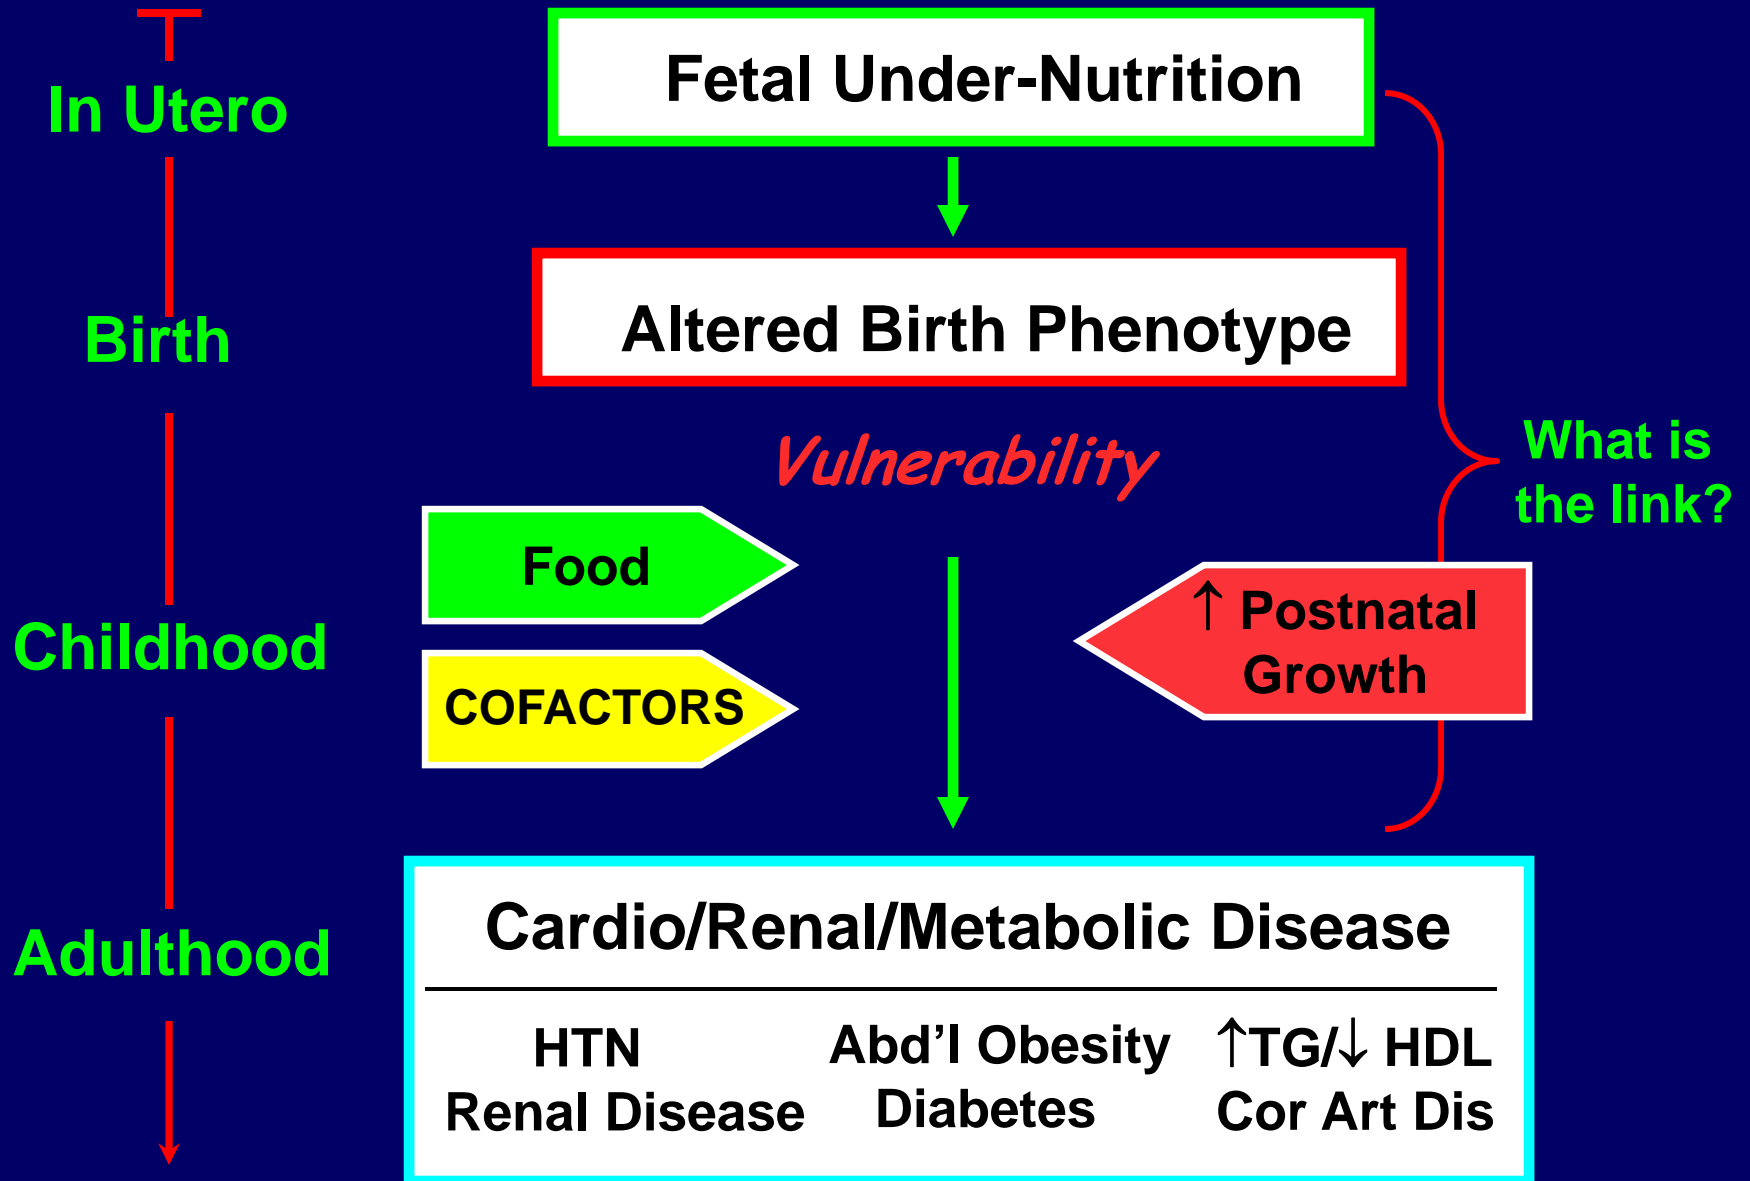 In Utero
Fetal Under-Nutrition
Birth
Altered Birth Phenotype
Vulnerability
What is
the link?
Food
↑ Postnatal
Growth
Childhood
COFACTORS
Adulthood
Cardio/Renal/Metabolic Disease
HTN
Renal Disease
Abd’l Obesity
Diabetes
↑TG/↓ HDL
Cor Art Dis